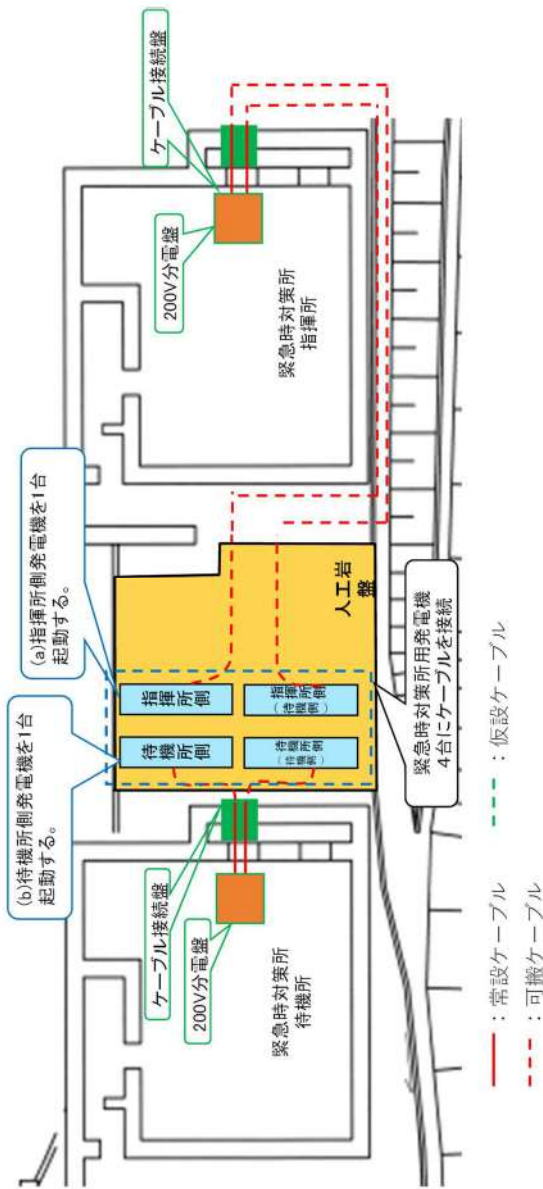 (b)待機所側発電機を1台
起動する。
(a)指揮所側発電機を1台
起動する。
ケーブル接続盤
200V分電盤
緊急時対策所
待機所
待機所側
待機所側
(待機側)
指揮所側
指揮所側
(待機側)
人工岩
盤
緊急時対策所用発電機
4台にケーブルを接続
ケーブル接続盤
200V分電盤
緊急時対策所
指揮所
:常設ケーブル
:可搬ケーブル
:仮設ケーブル